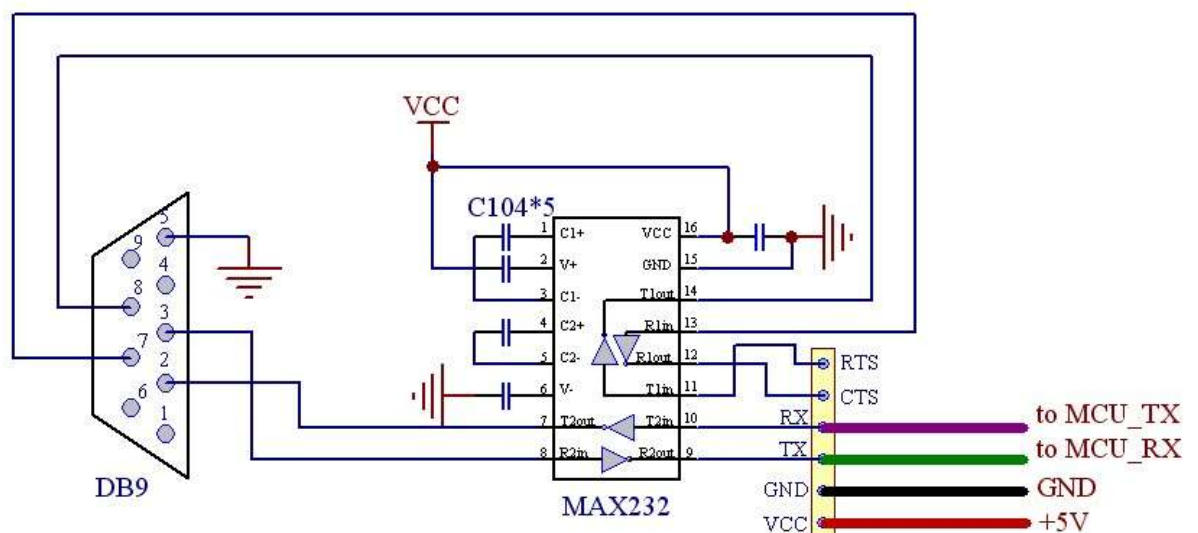 VCC
C104*5
5
9
4
8
3
7
2
6
1
DB9
1 C1+ VCC 16
2 V+ GND 15
3 C1- T1out 14
4 C2+ R1in 13
5 C2- R1out 12
6 V- T1in 11
7 T2out T2in 10
8 R2in R2out 9
MAX232
RTS
CTS
RX to MCU_TX
TX to MCU_RX
GND GND
VCC +5V